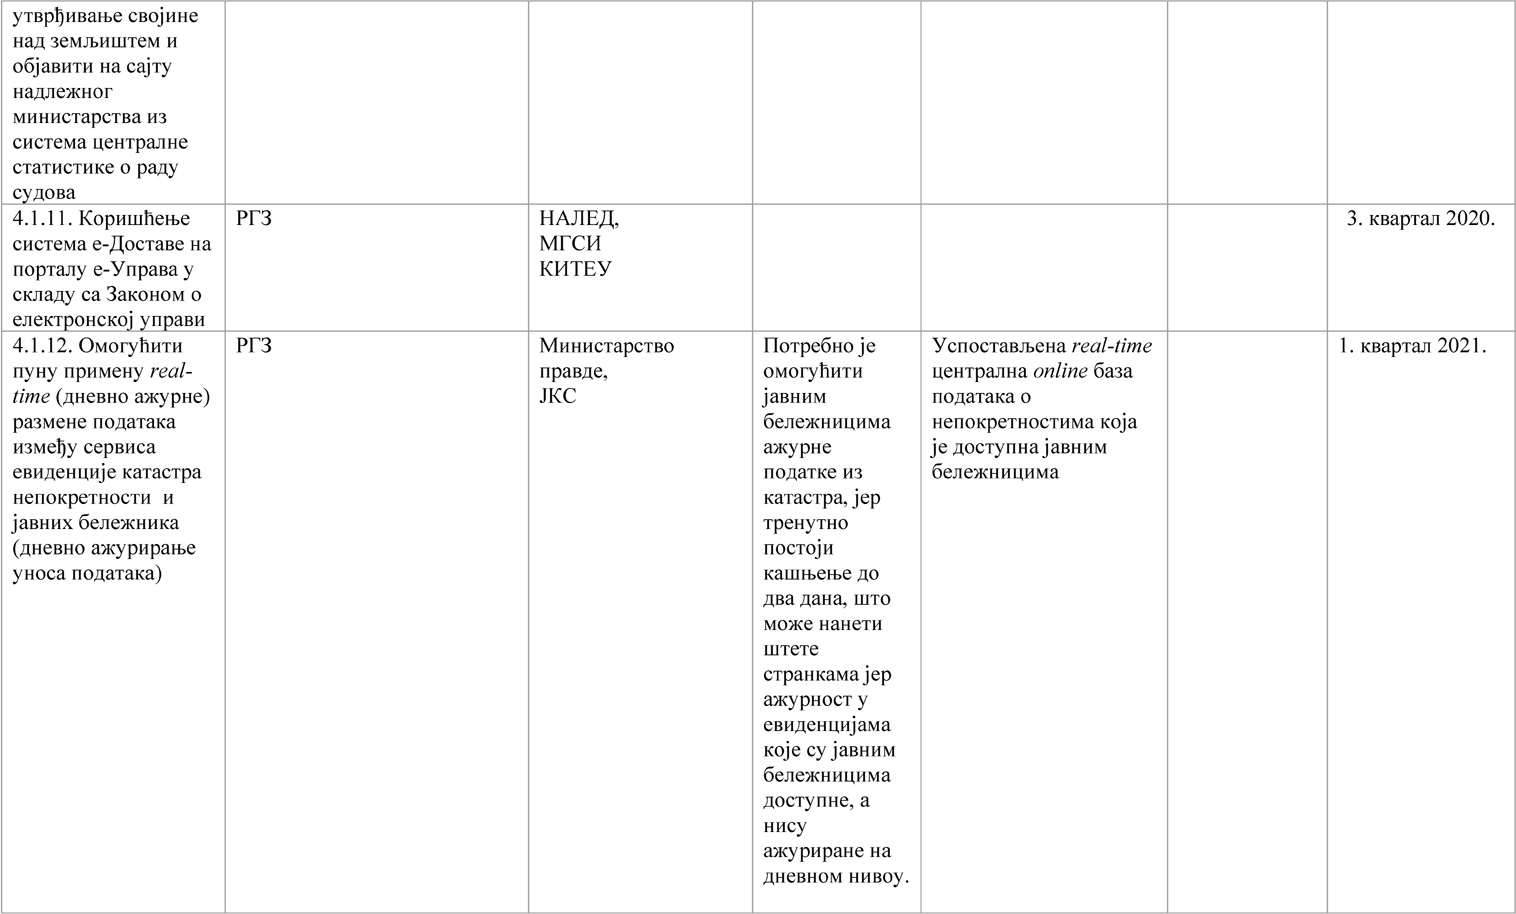 утврђивање својине
над земљиштем и
објавити на сајту
надлежног
министарства из
система централне
статистике о раду
судова
4.1.11. Коришћење
система е-Доставе на
порталу е-Управа у
складу са Законом о
електронској управи
РГЗ
НАЛЕД,
МГСИ
КИТЕУ
3. квартал 2020.
4.1.12. Омогућити
пуну примену real-
time (дневно ажурне)
размене података
између сервиса
евиденције катастра
непокретности и
јавних бележника
(дневно ажурирање
уноса података)
РГЗ
Министарство
правде,
ЈКС
Потребно је
омогућити
јавним
бележницима
ажурне
податке из
катастра, јер
тренутно
постоји
кашњење до
два дана, што
може нанети
штете
странкама јер
ажурност у
евиденцијама
које су јавним
бележницима
доступне, а
нису
ажуриране на
дневном нивоу.
Успостављена real-time
централна online база
података о
непокретностима која
је доступна јавним
бележницима
1. квартал 2021.